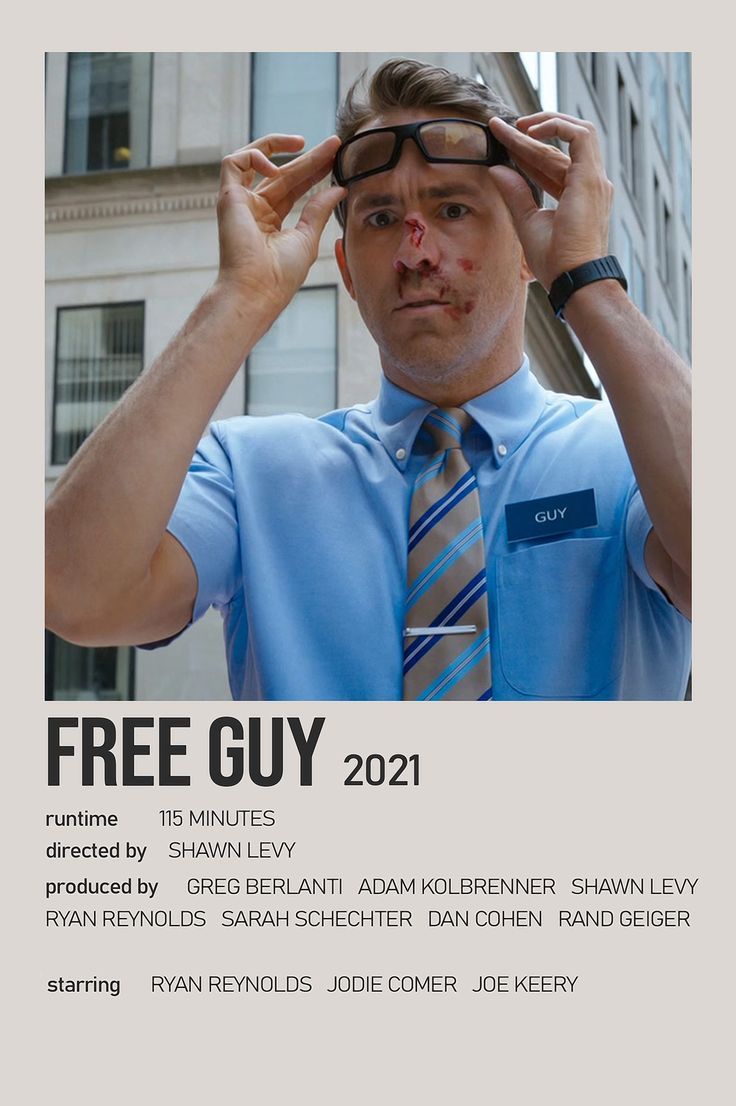 GUY
FREE GUY 2021
runtime 115 MINUTES
directed by SHAWN LEVY
produced by GREG BERLANTI ADAM KOLBRENNER SHAWN LEVY
RYAN REYNOLDS SARAH SCHECHTER DAN COHEN RAND GEIGER
starring RYAN REYNOLDS JODIE COMER JOE KEERY